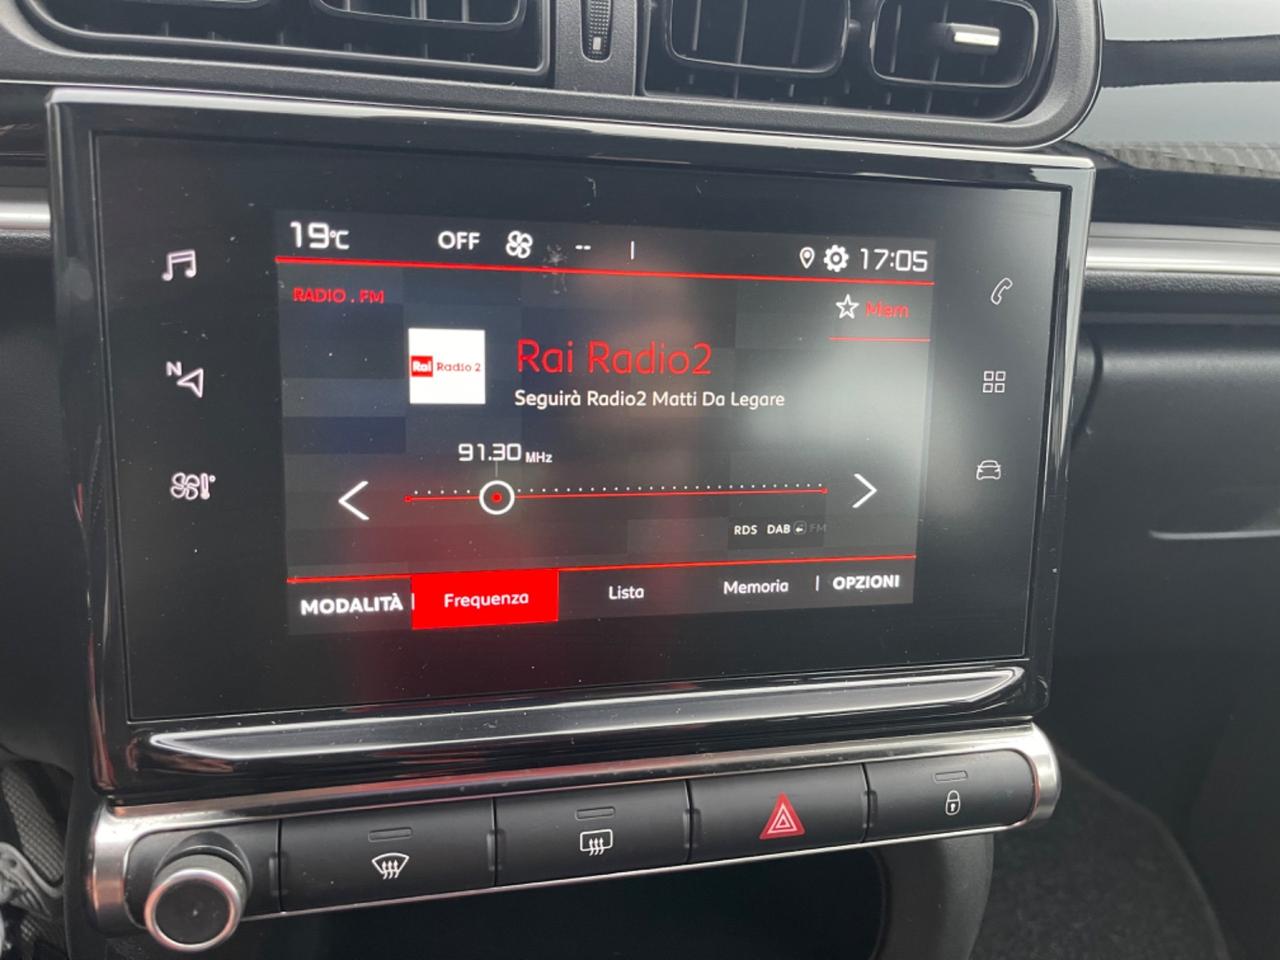 19°C OFF -- 17:05
RADIO . FM
Mem
Rai Radio 2
Rai Radio2
Seguirà Radio2 Matti Da Legare
91.30 MHz
RDS DAB FM
MODALITÀ Frequenza Lista Memoria OPZIONI
N